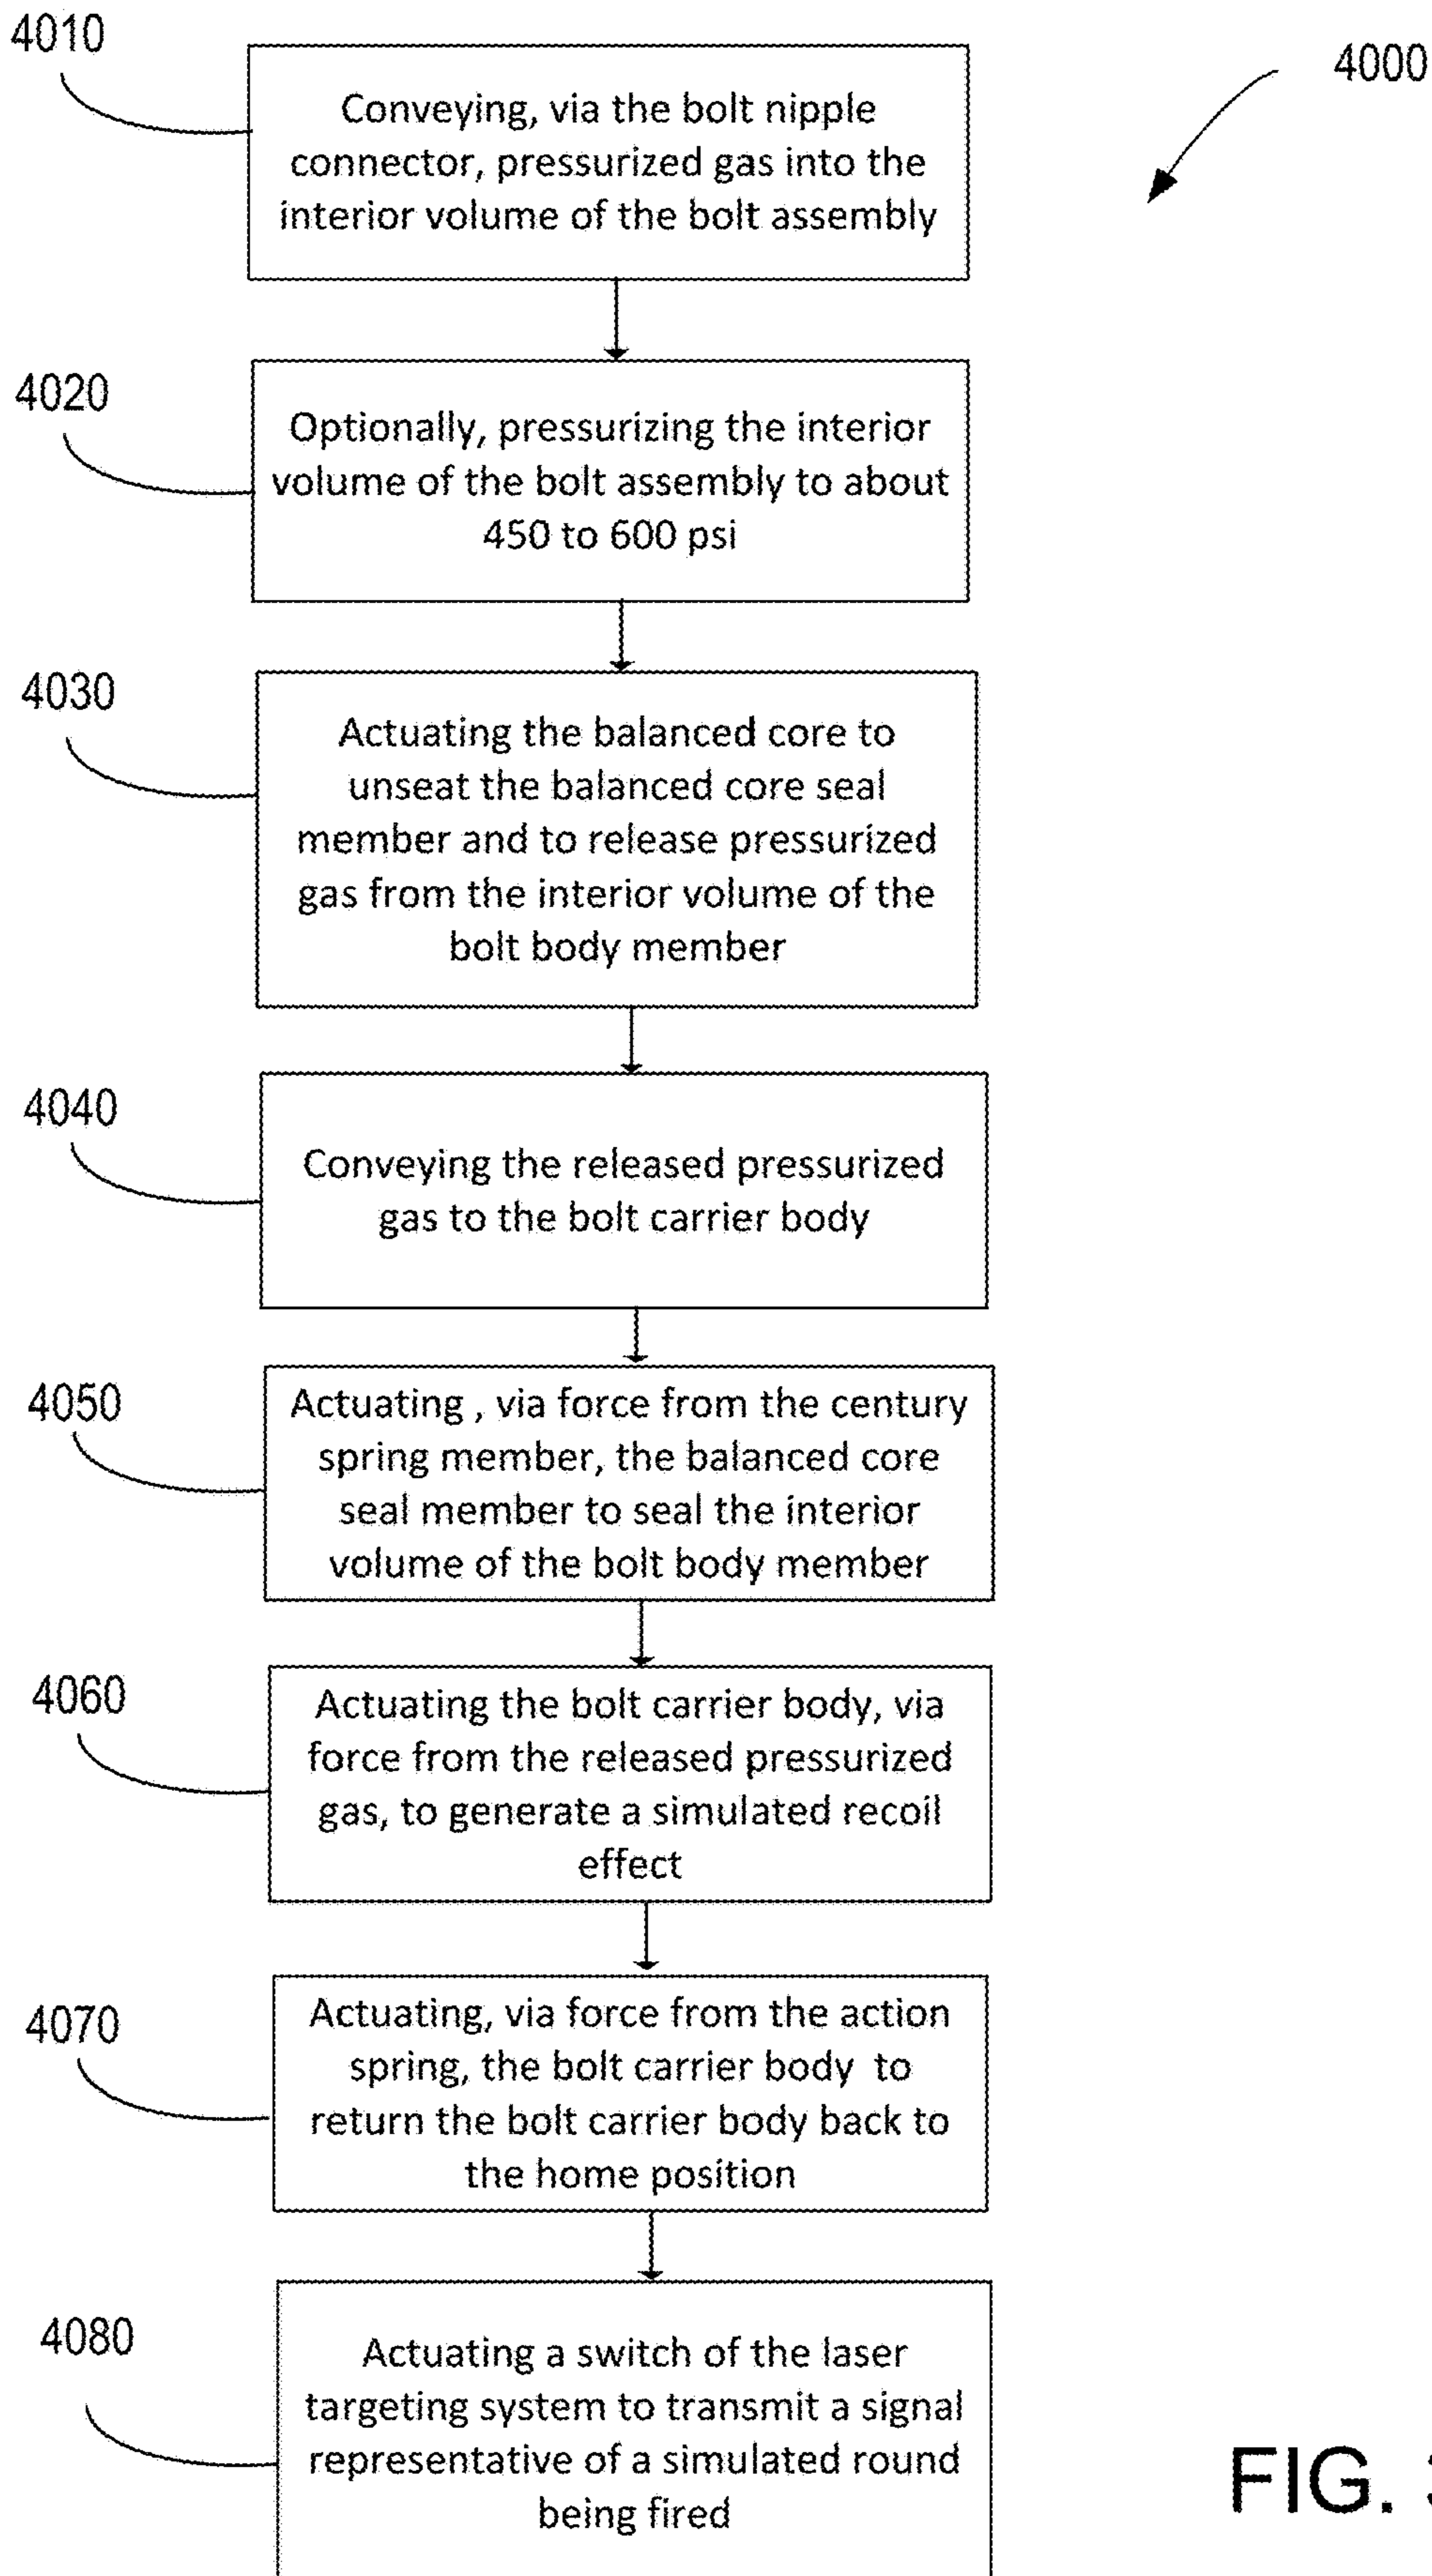 4010
4000
Conveying, via the bolt nipple
connector, pressurized gas into the
interior volume of the bolt assembly
4020
Optionally, pressurizing the interior
volume of the bolt assembly to about
450 to 600 psi
4030
Actuating the balanced core to
unseat the balanced core seal
member and to release pressurized
gas from the interior volume of the
bolt body member
4040
Conveying the released pressurized
gas to the bolt carrier body
4050
Actuating , via force from the century
spring member, the balanced core
seal member to seal the interior
volume of the bolt body member
4060
Actuating the bolt carrier body, via
force from the released pressurized
gas, to generate a simulated recoil
effect
4070
Actuating, via force from the action
spring, the bolt carrier body to
return the bolt carrier body back to
the home position
4080
Actuating a switch of the laser
targeting system to transmit a signal
representative of a simulated round
being fired
FIG.